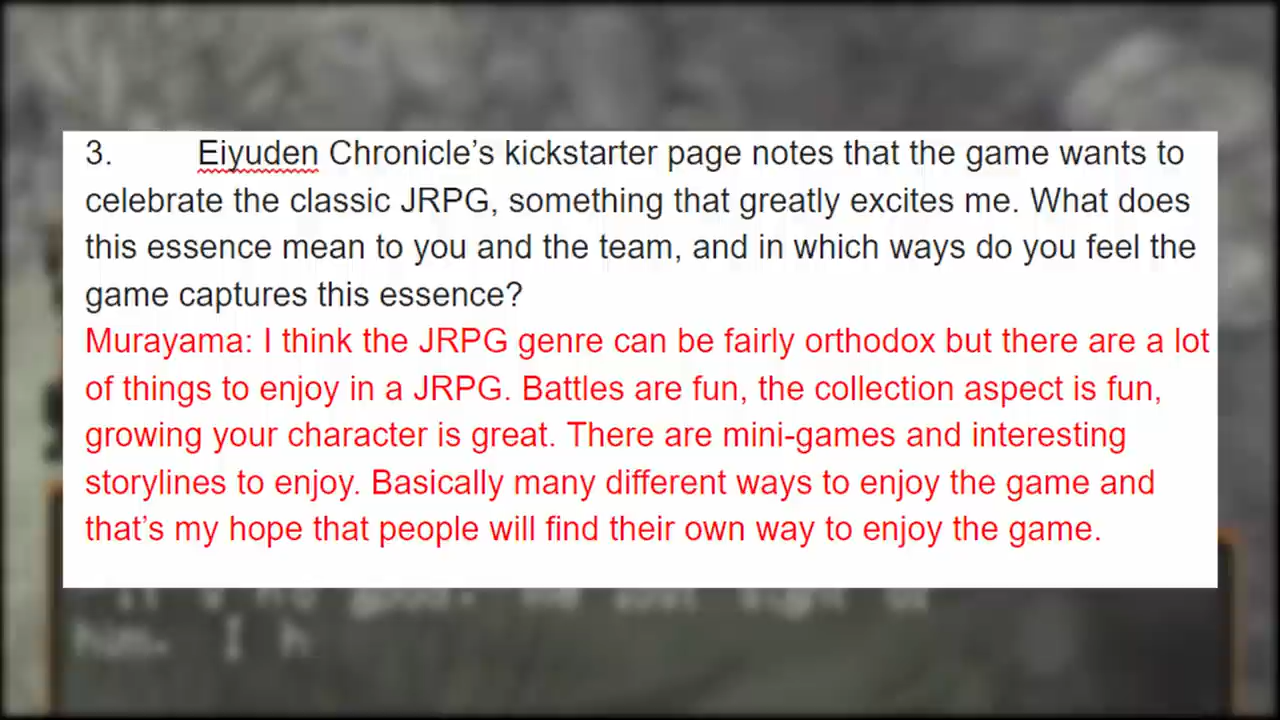 3. Eiyuden Chronicle’s kickstarter page notes that the game wants to
celebrate the classic JRPG, something that greatly excites me. What does
this essence mean to you and the team, and in which ways do you feel the
game captures this essence?
Murayama: I think the JRPG genre can be fairly orthodox but there are a lot
of things to enjoy in a JRPG. Battles are fun, the collection aspect is fun,
growing your character is great. There are mini-games and interesting
storylines to enjoy. Basically many different ways to enjoy the game and
that’s my hope that people will find their own way to enjoy the game.
him. I h